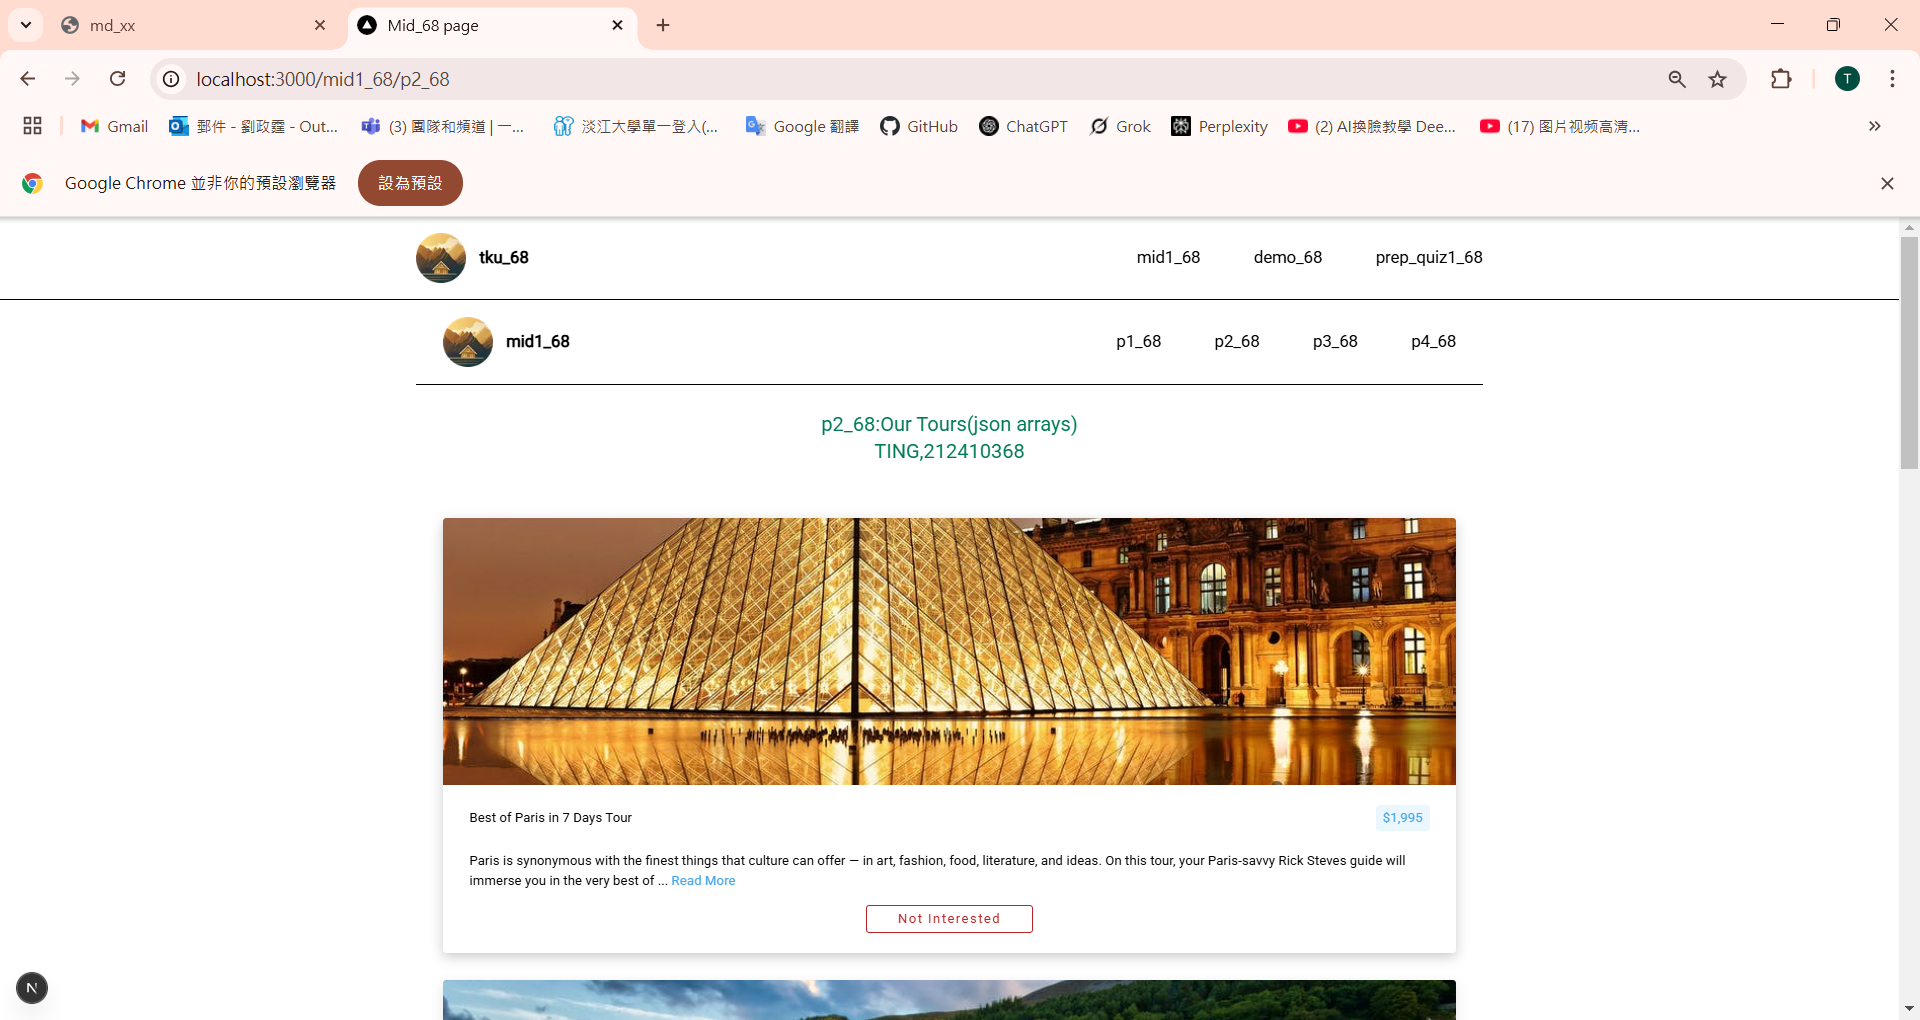 md_xx
Mid_68 page
localhost:3000/mid1_68/p2_68
T
Gmail
郵件 - 劉政霆 - Out...
(3) 團隊和頻道 | 一...
淡江大學單一登入(...
Google 翻譯
GitHub
ChatGPT
Grok
Perplexity
(2) AI換臉教學 Dee...
(17) 图片视频高清...
Google Chrome 並非你的預設瀏覽器
設為預設
tku_68
mid1_68
demo_68
prep_quiz1_68
mid1_68
p1_68
p2_68
p3_68
p4_68
p2_68:Our Tours(json arrays)
TING,212410368
Best of Paris in 7 Days Tour
$1,995
Paris is synonymous with the finest things that culture can offer — in art, fashion, food, literature, and ideas. On this tour, your Paris-savvy Rick Steves guide will
immerse you in the very best of ... Read More
Not Interested
N